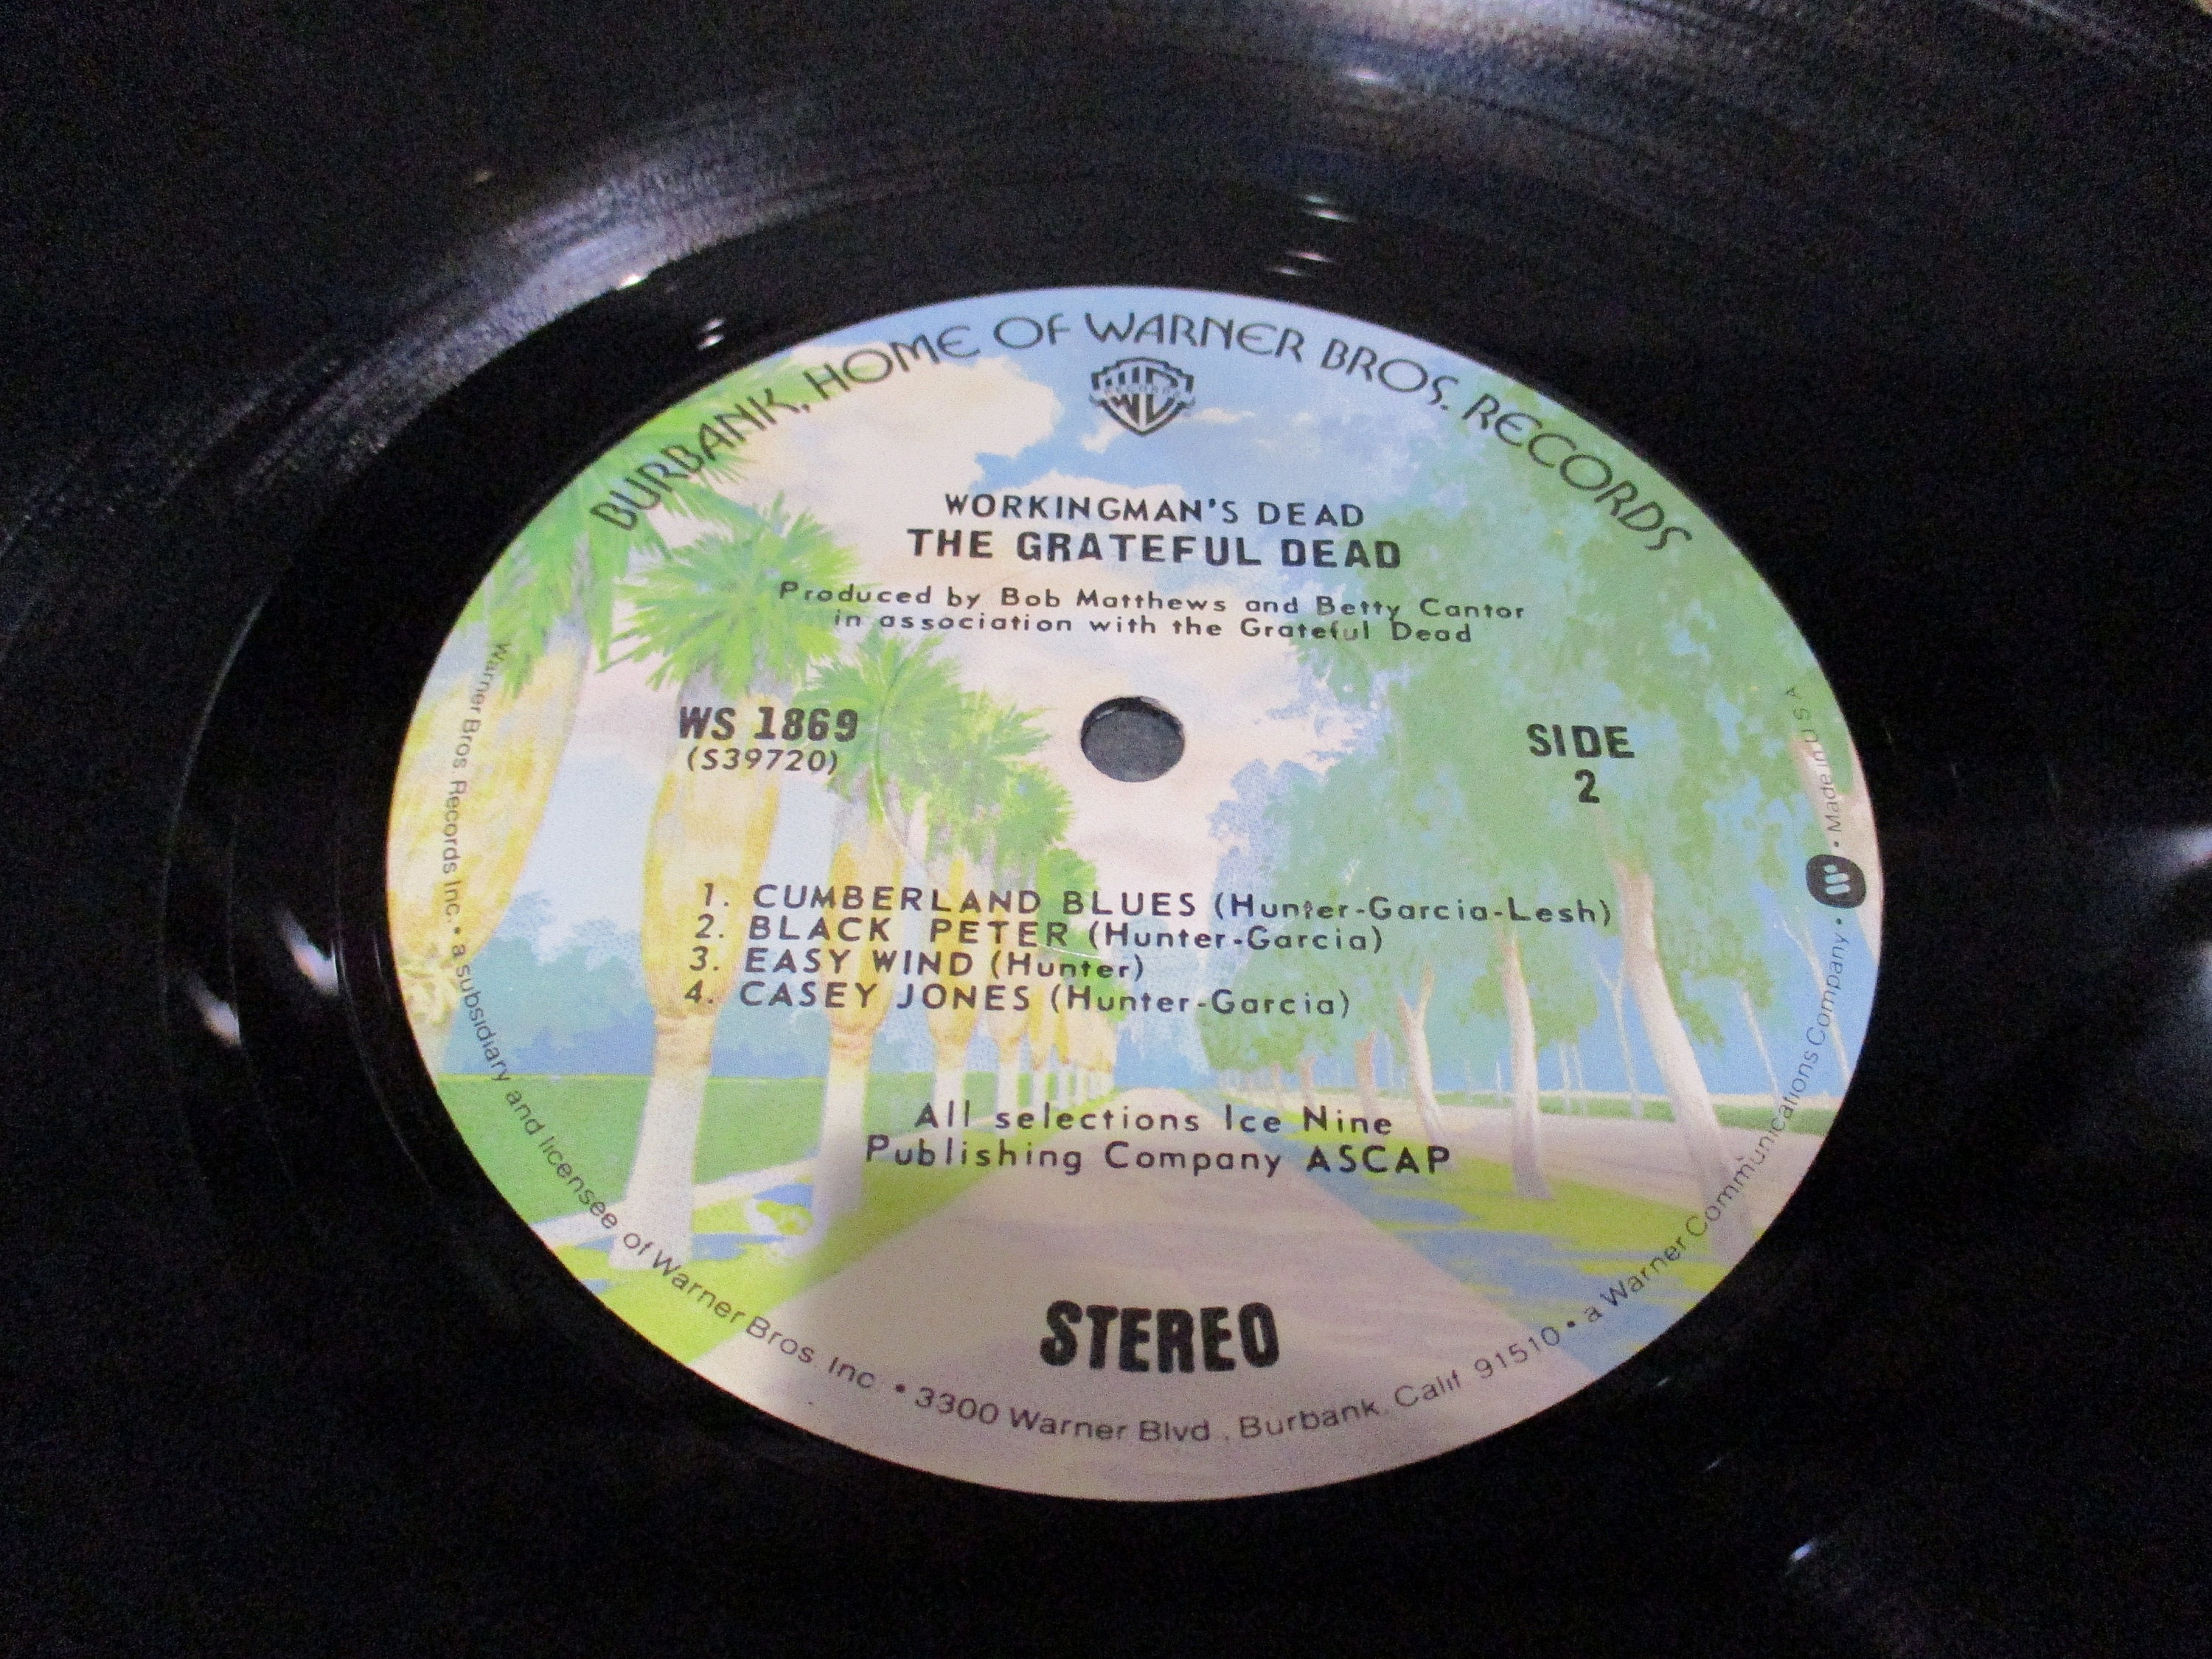 BURBANK, HOME OF WARNER BROS. RECORDS
WB
WORKINGMAN'S DEAD
THE GRATEFUL DEAD
Produced by Bob Matthews and Betty Cantor
in association with the Grateful Dead
WS 1869
(S39720)
SIDE
2
1. CUMBERLAND BLUES (Hunter-Garcia-Lesh)
2. BLACK PETER (Hunter-Garcia)
3. EASY WIND (Hunter)
4. CASEY JONES (Hunter-Garcia)
All selections Ice Nine
Publishing Company ASCAP
STEREO
Warner Bros. Records Inc. • a subsidiary and licensee of Warner Bros. Inc. • 3300 Warner Blvd., Burbank, Calif. 91510 • a Warner Communications Company • W • Made in U.S.A.